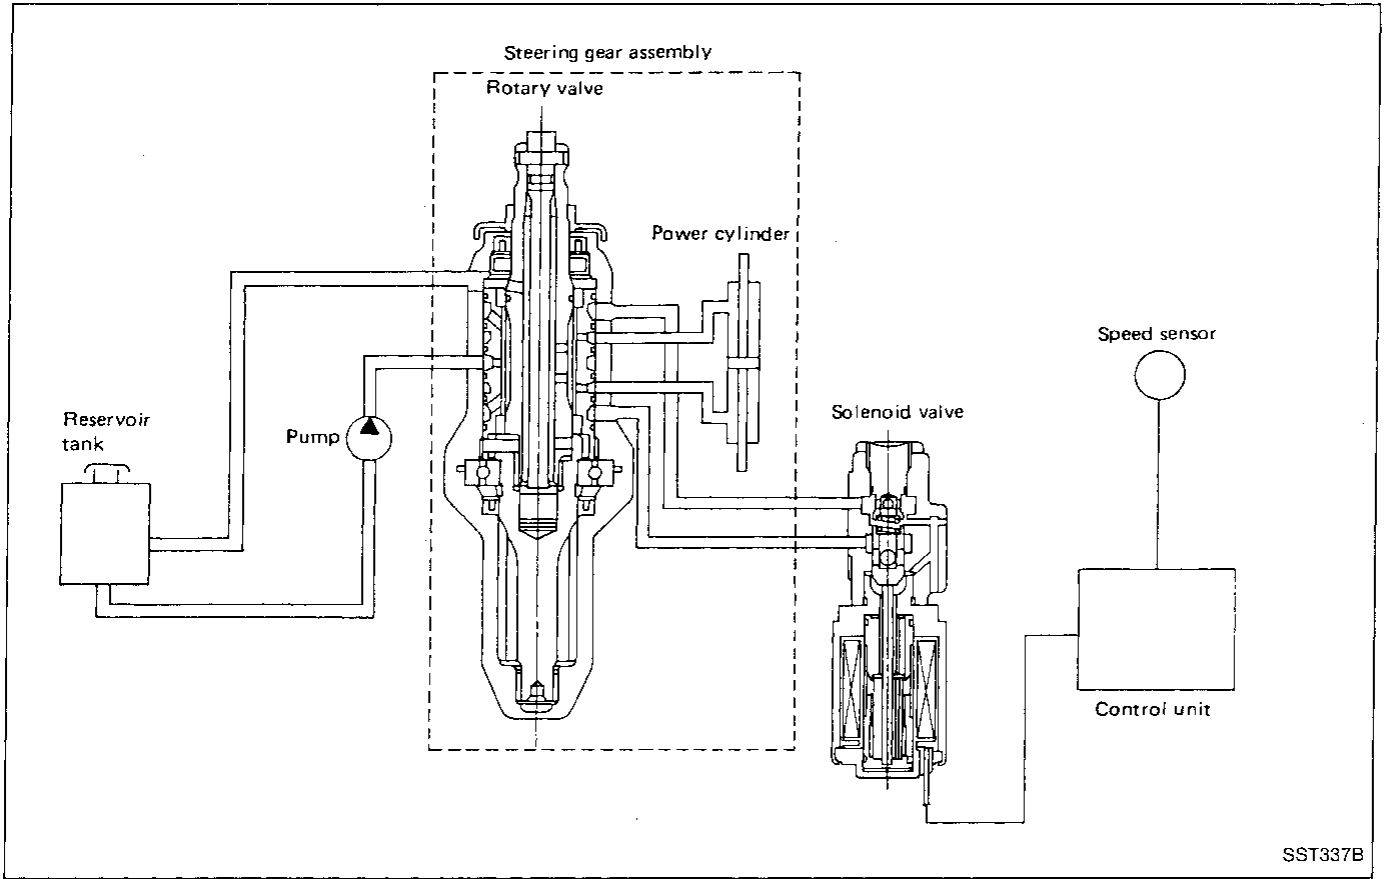 Steering gear assembly
Rotary valve
Power cylinder
Speed sensor
Solenoid valve
Reservoir
tank
Pump
Control unit
SST337B